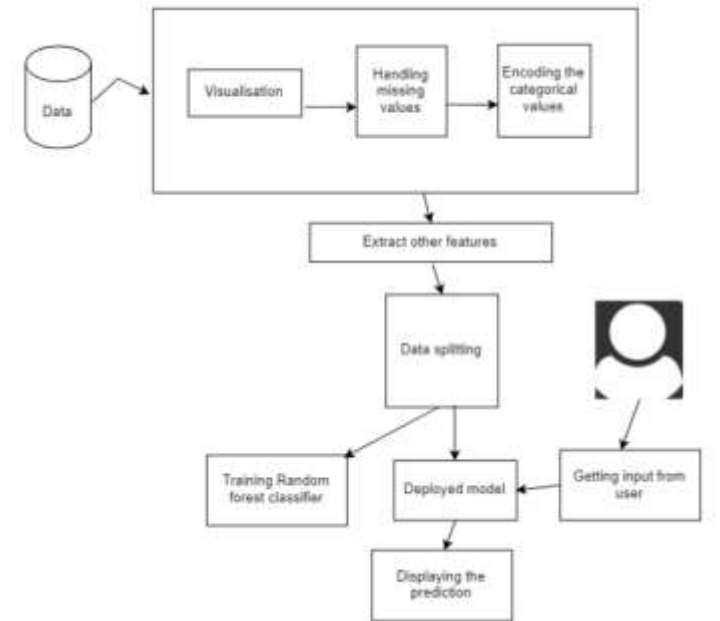 Data
Visualisation
Handling
missing
values
Encoding the
categorical
values
Extract other features
Data splitting
Training Random
forest classifier
Deployed model
Getting input from
user
Displaying the
prediction